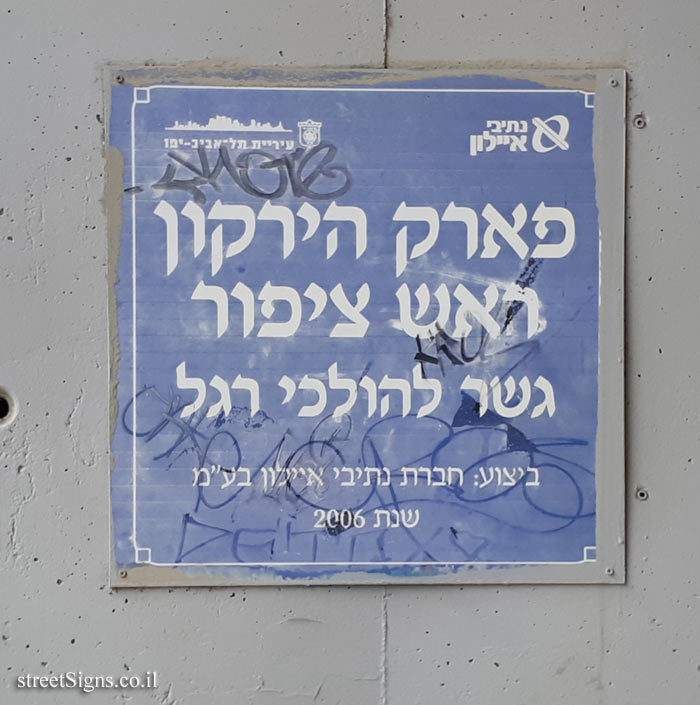 נתיבי
איילון
עיריית תל-אביב-יפו
פארק הירקון
ראש ציפור
גשר להולכי רגל
ביצוע: חברת נתיבי איילון בע"מ
שנת 2006
streetSigns.co.il